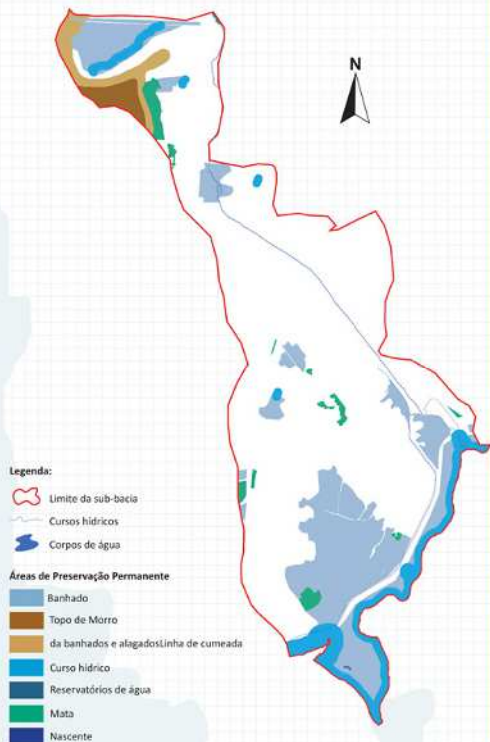 N
Legenda:
Limite da sub-bacia
Cursos hídricos
Corpos de água
Áreas de Preservação Permanente
Banhado
Topo de Morro
da banhados e alagadosLinha de cumeada
Curso hídrico
Reservatórios de água
Mata
Nascente